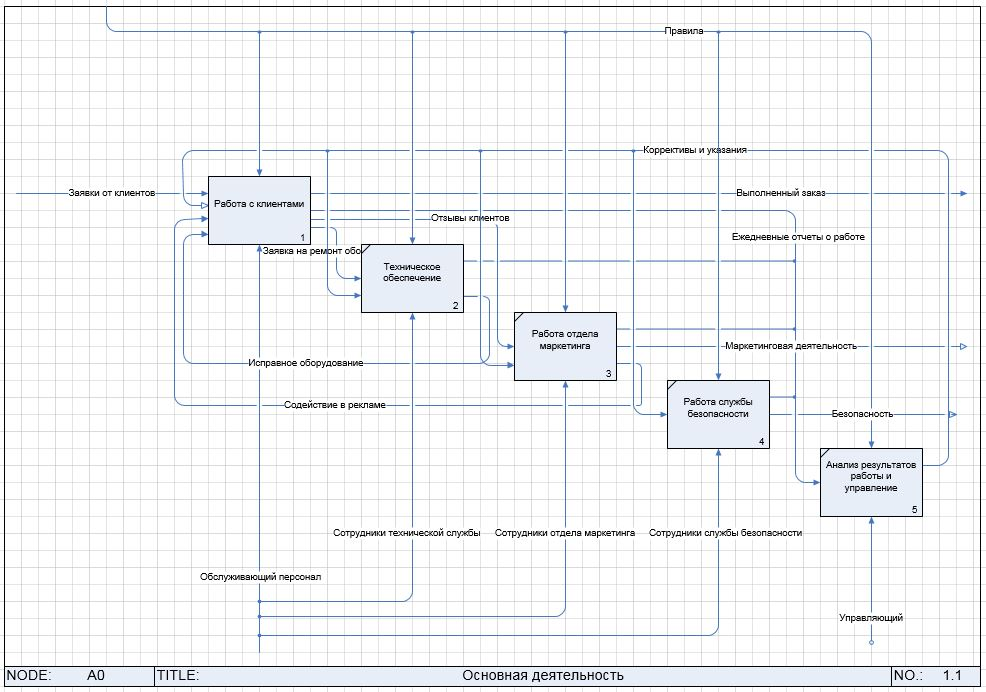 Правила
Коррективы и указания
Заявки от клиентов
Работа с клиентами
1
Выполненный заказ
Отзывы клиентов
Ежедневные отчеты о работе
Заявка на ремонт обо
Техническое
обеспечение
2
Работа отдела
маркетинга
3
Маркетинговая деятельность
Исправное оборудование
Содействие в рекламе
Работа службы
безопасности
4
Безопасность
Анализ результатов
работы и
управление
5
Сотрудники технической службы
Сотрудники отдела маркетинга
Сотрудники службы безопасности
Обслуживающий персонал
Управляющий
NODE: A0 TITLE: Основная деятельность NO.: 1.1